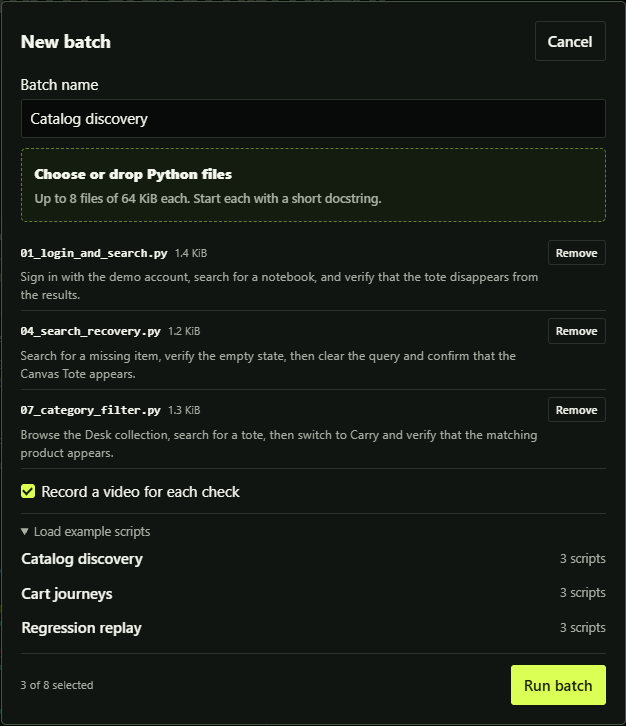 New batch
Cancel
Batch name
Catalog discovery
Choose or drop Python files
Up to 8 files of 64 KiB each. Start each with a short docstring.
01_login_and_search.py 1.4 KiB
Remove
Sign in with the demo account, search for a notebook, and verify that the tote disappears from
the results.
04_search_recovery.py 1.2 KiB
Remove
Search for a missing item, verify the empty state, then clear the query and confirm that the
Canvas Tote appears.
07_category_filter.py 1.3 KiB
Remove
Browse the Desk collection, search for a tote, then switch to Carry and verify that the matching
product appears.
Record a video for each check
Load example scripts
Catalog discovery 3 scripts
Cart journeys 3 scripts
Regression replay 3 scripts
3 of 8 selected
Run batch